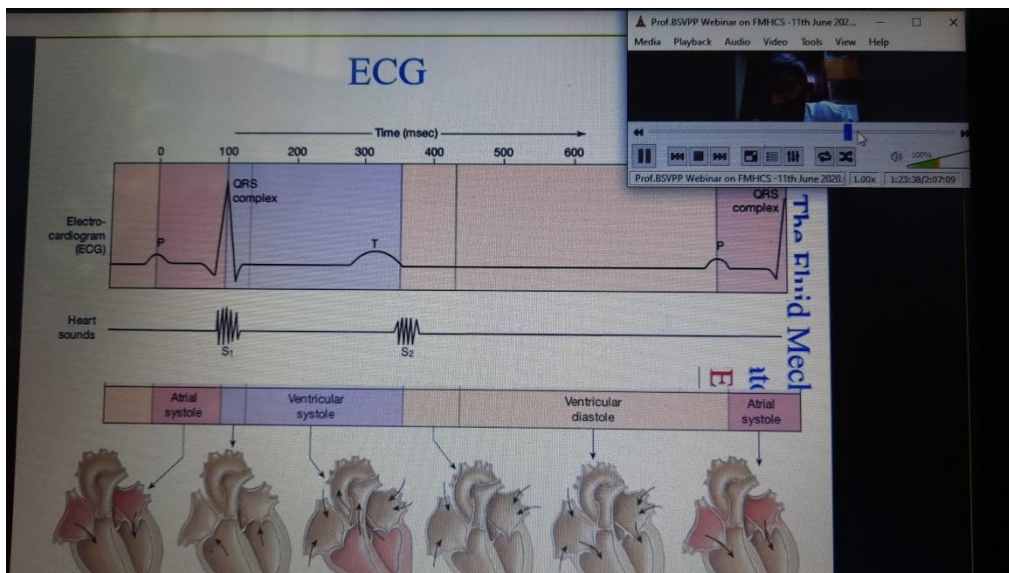 ECG
Prof.BSVPP Webinar on FMHCS -11th June 202...
Media Playback Audio Video Tools View Help
100%
Prof.BSVPP Webinar on FMHCS -11th June 2020. 1.00x 1:23:38/2:07:09
Time (msec)
0 100 200 300 400 500 600
Electro-
cardiogram
(ECG)
P
QRS
complex
T
P
QRS
complex
Heart
sounds
S1
S2
The Fluid Mech
E
Atrial
systole
Ventricular
systole
Ventricular
diastole
Atrial
systole